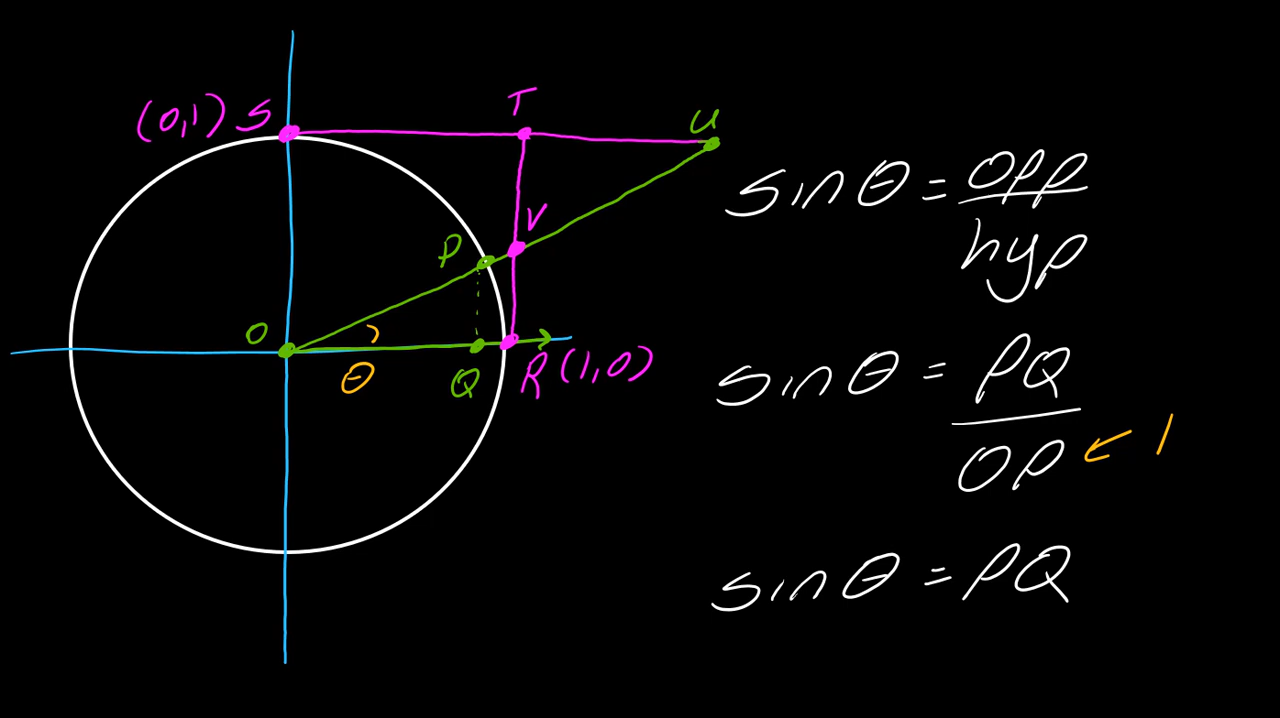 (0,1) S
T
U
V
P
O
θ
Q
R (1,0)
sin θ = opp
hyp
sin θ = PQ
OP ← 1
sin θ = PQ